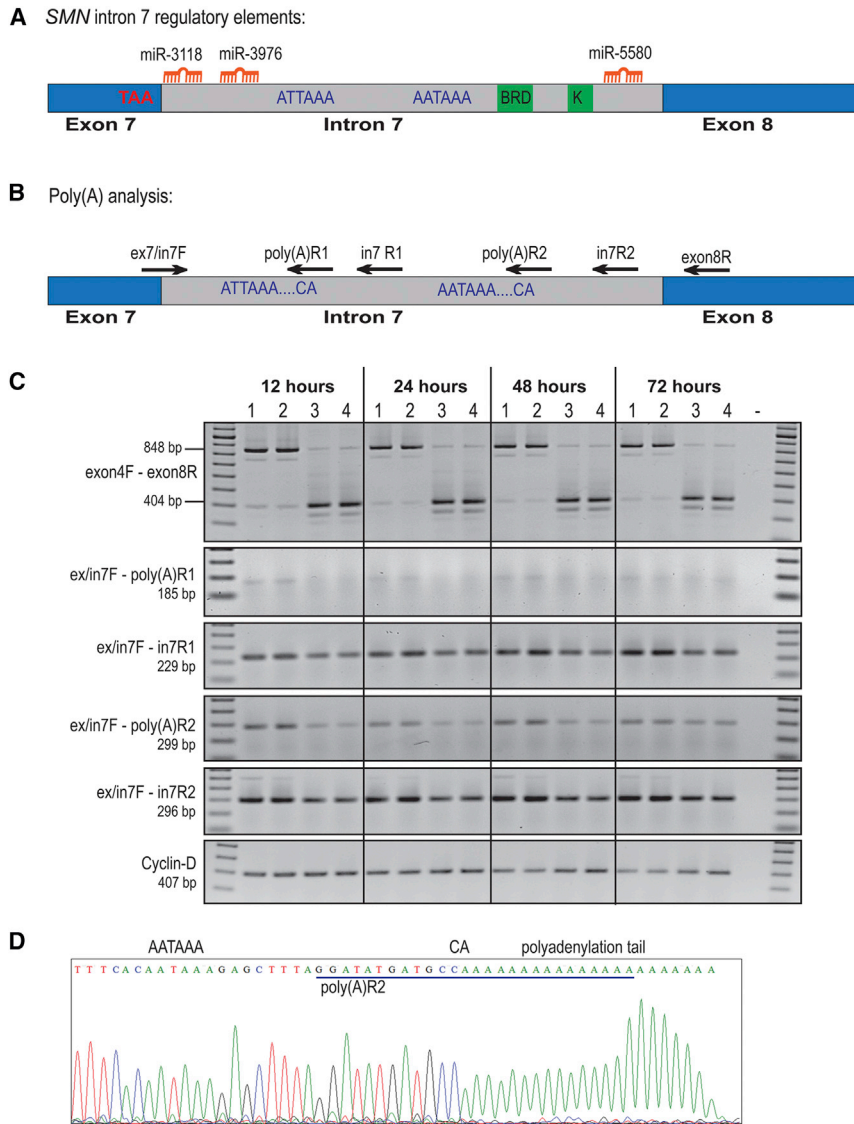 A SMN intron 7 regulatory elements:
miR-3118 miR-3976 miR-5580
TAA ATTAAA AATAAA BRD K
Exon 7 Intron 7 Exon 8
B Poly(A) analysis:
ex7/in7F poly(A)R1 in7 R1 poly(A)R2 in7R2 exon8R
ATTAAA....CA AATAAA....CA
Exon 7 Intron 7 Exon 8
C
12 hours 24 hours 48 hours 72 hours
1 2 3 4 1 2 3 4 1 2 3 4 1 2 3 4 -
848 bp
exon4F - exon8R
404 bp
ex/in7F - poly(A)R1
185 bp
ex/in7F - in7R1
229 bp
ex/in7F - poly(A)R2
299 bp
ex/in7F - in7R2
296 bp
Cyclin-D
407 bp
D
AATAAA CA polyadenylation tail
T T T C A C A A T A A A G A G C T T T A G G A T A T G A T G C C A A A A A A A A A A A A A A A A A A A A A A
poly(A)R2